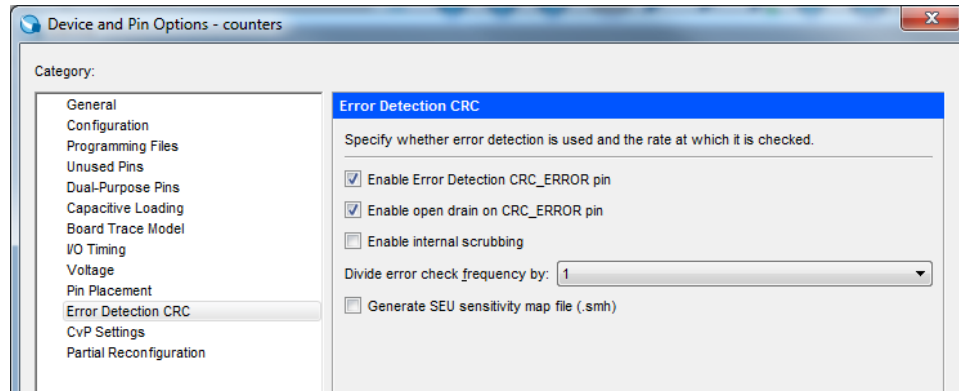 Device and Pin Options - counters
Category:
General
Configuration
Programming Files
Unused Pins
Dual-Purpose Pins
Capacitive Loading
Board Trace Model
I/O Timing
Voltage
Pin Placement
Error Detection CRC
CvP Settings
Partial Reconfiguration
Error Detection CRC
Specify whether error detection is used and the rate at which it is checked.
Enable Error Detection CRC_ERROR pin
Enable open drain on CRC_ERROR pin
Enable internal scrubbing
Divide error check frequency by: 1
Generate SEU sensitivity map file (.smh)